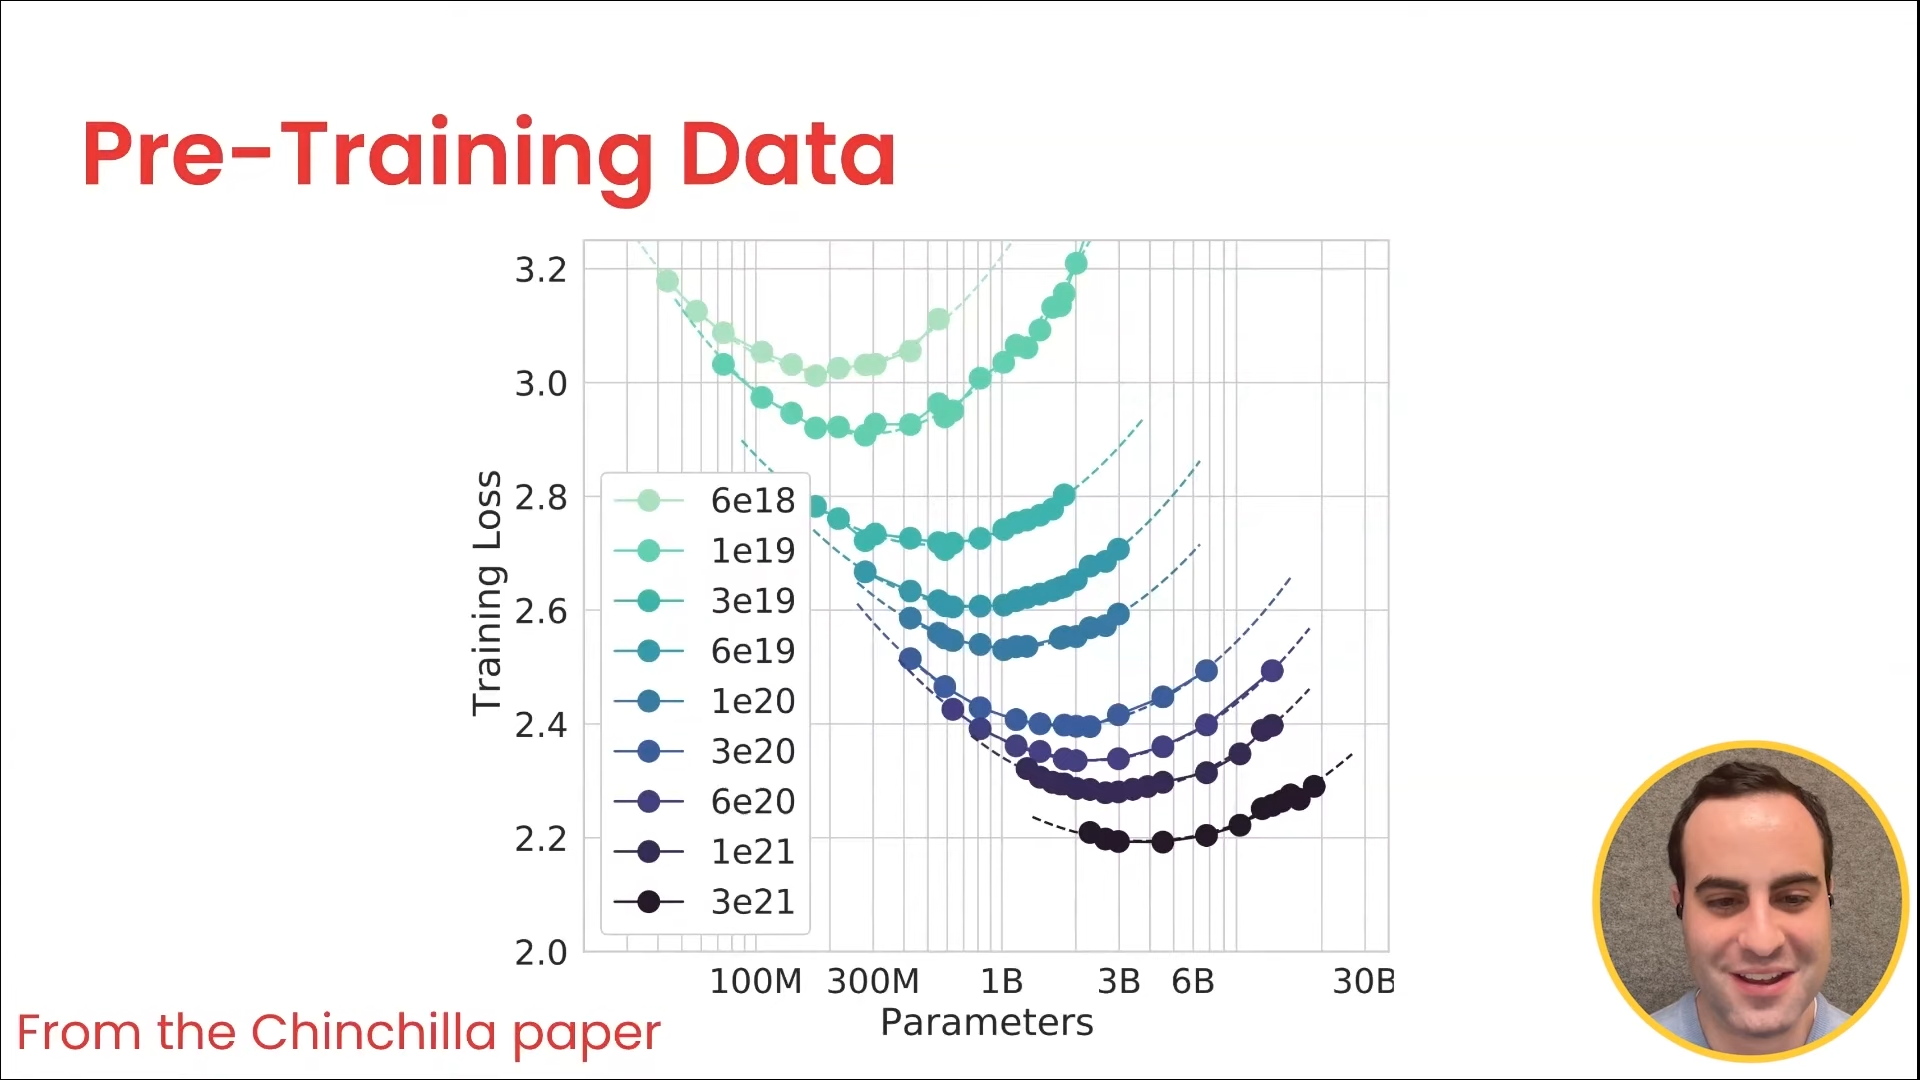 Pre-Training Data
3.2
3.0
2.8
2.6
2.4
2.2
2.0
Training Loss
6e18
1e19
3e19
6e19
1e20
3e20
6e20
1e21
3e21
100M 300M 1B 3B 6B 30B
Parameters
From the Chinchilla paper